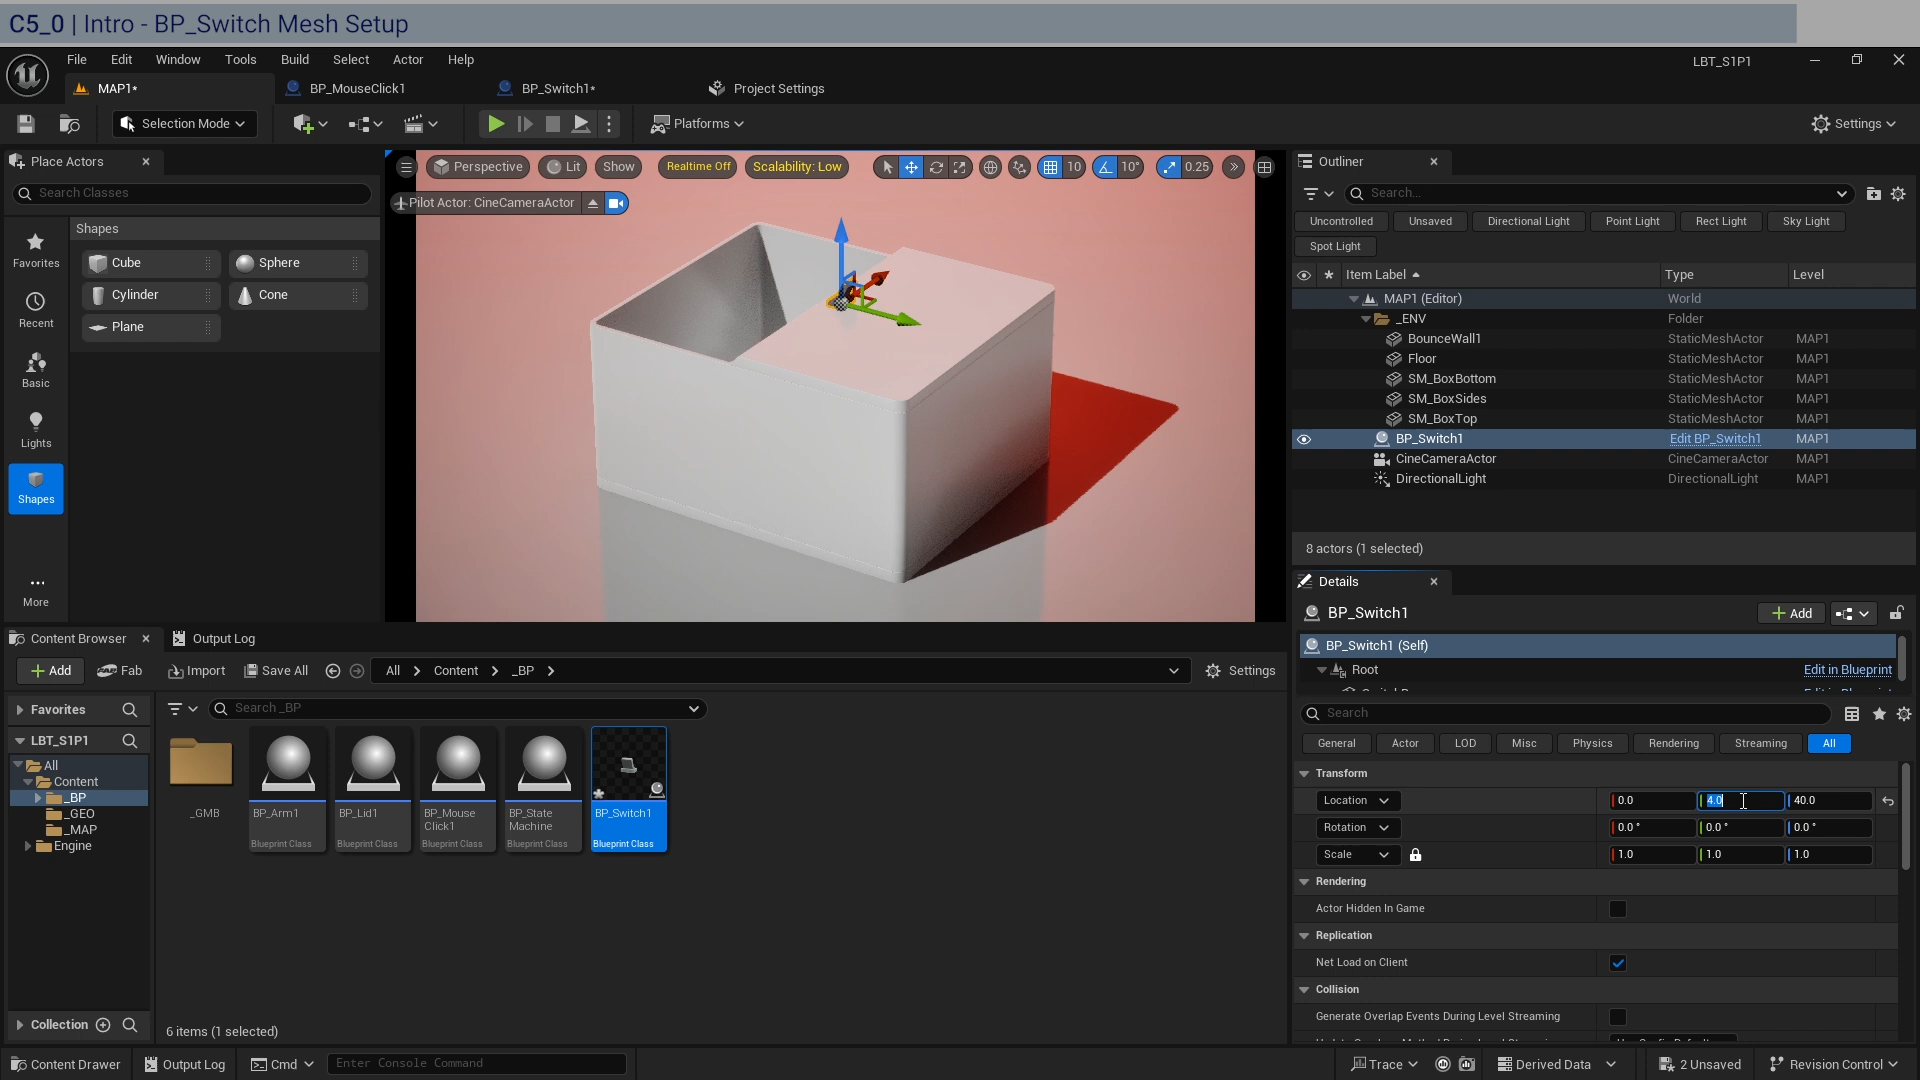 C5_0 | Intro - BP_Switch Mesh Setup
File Edit Window Tools Build Select Actor Help
LBT_S1P1
MAP1* BP_MouseClick1 BP_Switch1* Project Settings
Selection Mode Platforms Settings
Place Actors
Search Classes
Shapes
Favorites
Cube
Sphere
Cylinder
Cone
Plane
Recent
Basic
Lights
Shapes
More
Perspective Lit Show Realtime Off Scalability: Low 10 10° 0.25
Pilot Actor: CineCameraActor
Outliner
Search...
Uncontrolled Unsaved Directional Light Point Light Rect Light Sky Light
Spot Light
Item Label Type Level
MAP1 (Editor) World
_ENV Folder
BounceWall1 StaticMeshActor MAP1
Floor StaticMeshActor MAP1
SM_BoxBottom StaticMeshActor MAP1
SM_BoxSides StaticMeshActor MAP1
SM_BoxTop StaticMeshActor MAP1
BP_Switch1 Edit BP_Switch1 MAP1
CineCameraActor CineCameraActor MAP1
DirectionalLight DirectionalLight MAP1
8 actors (1 selected)
Details
BP_Switch1 Add
BP_Switch1 (Self)
Root Edit in Blueprint
Search
General Actor LOD Misc Physics Rendering Streaming All
Transform
Location 0.0 4.0 40.0
Rotation 0.0° 0.0° 0.0°
Scale 1.0 1.0 1.0
Rendering
Actor Hidden In Game
Replication
Net Load on Client
Collision
Generate Overlap Events During Level Streaming
Content Browser Output Log
Add Fab Import Save All All Content _BP Settings
Favorites
Search _BP
LBT_S1P1
All
Content
_BP
_GEO
_MAP
Engine
Collection
_GMB
BP_Arm1
Blueprint Class
BP_Lid1
Blueprint Class
BP_Mouse
Click1
Blueprint Class
BP_State
Machine
Blueprint Class
BP_Switch1
Blueprint Class
6 items (1 selected)
Content Drawer Output Log Cmd Enter Console Command Trace Derived Data 2 Unsaved Revision Control